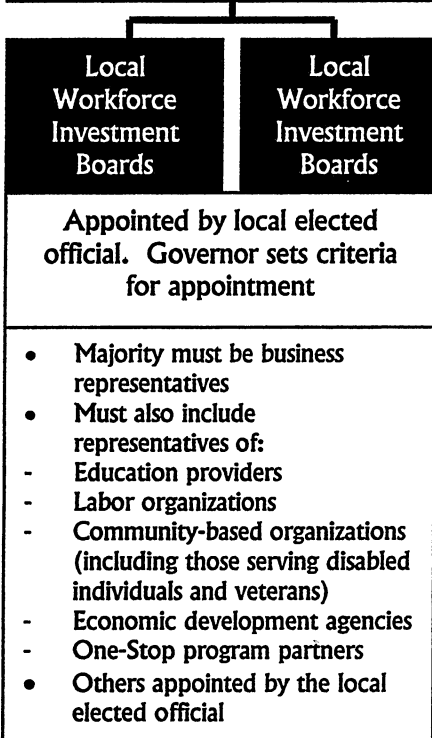 Local
Workforce
Investment
Boards
Local
Workforce
Investment
Boards
Appointed by local elected
official. Governor sets criteria
for appointment
• Majority must be business
representatives
• Must also include
representatives of:
- Education providers
- Labor organizations
- Community-based organizations
(including those serving disabled
individuals and veterans)
- Economic development agencies
- One-Stop program partners
• Others appointed by the local
elected official